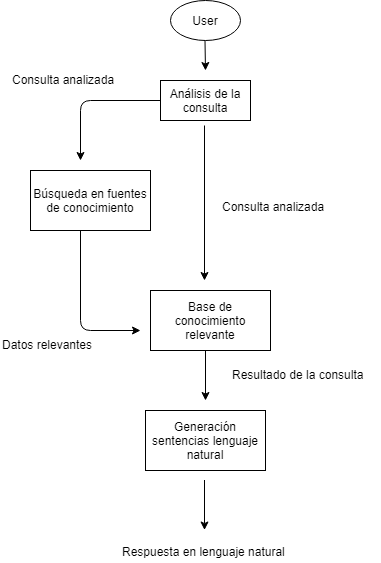 User
Consulta analizada
Análisis de la
consulta
Búsqueda en fuentes
de conocimiento
Consulta analizada
Base de
conocimiento
relevante
Datos relevantes
Resultado de la consulta
Generación
sentencias lenguaje
natural
Respuesta en lenguaje natural